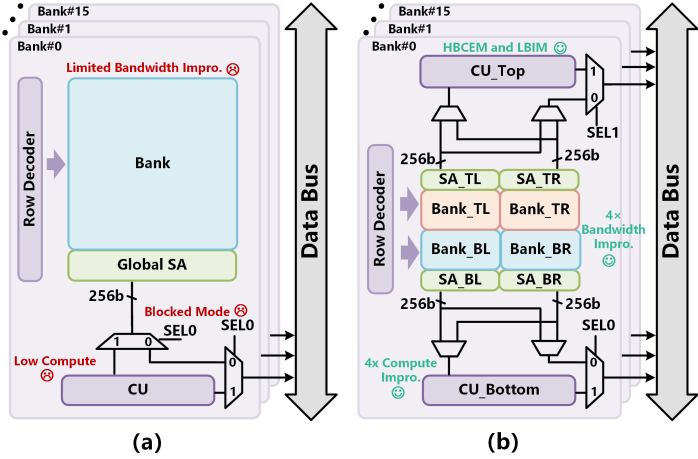 Bank#15
Bank#1
Bank#0
Limited Bandwidth Impro.
Row Decoder
Bank
Global SA
256b
Blocked Mode
SEL0
1 0
SEL0
Low Compute
0
CU
1
Data Bus
(a)
Bank#15
Bank#1
Bank#0
HBCEM and LBIM
CU_Top
1
0
SEL1
256b
256b
SA_TL
SA_TR
Row Decoder
Bank_TL
Bank_TR
4×
Bandwidth
Impro.
Bank_BL
Bank_BR
SA_BL
SA_BR
256b
256b
SEL0
4x Compute
Impro.
0
CU_Bottom
1
Data Bus
(b)